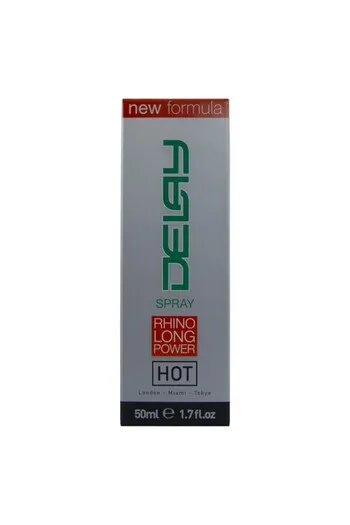 new formula
DELAY
SPRAY
RHINO
LONG
POWER
HOT
London - Miami - Tokyo
50ml ℮ 1.7fl.oz